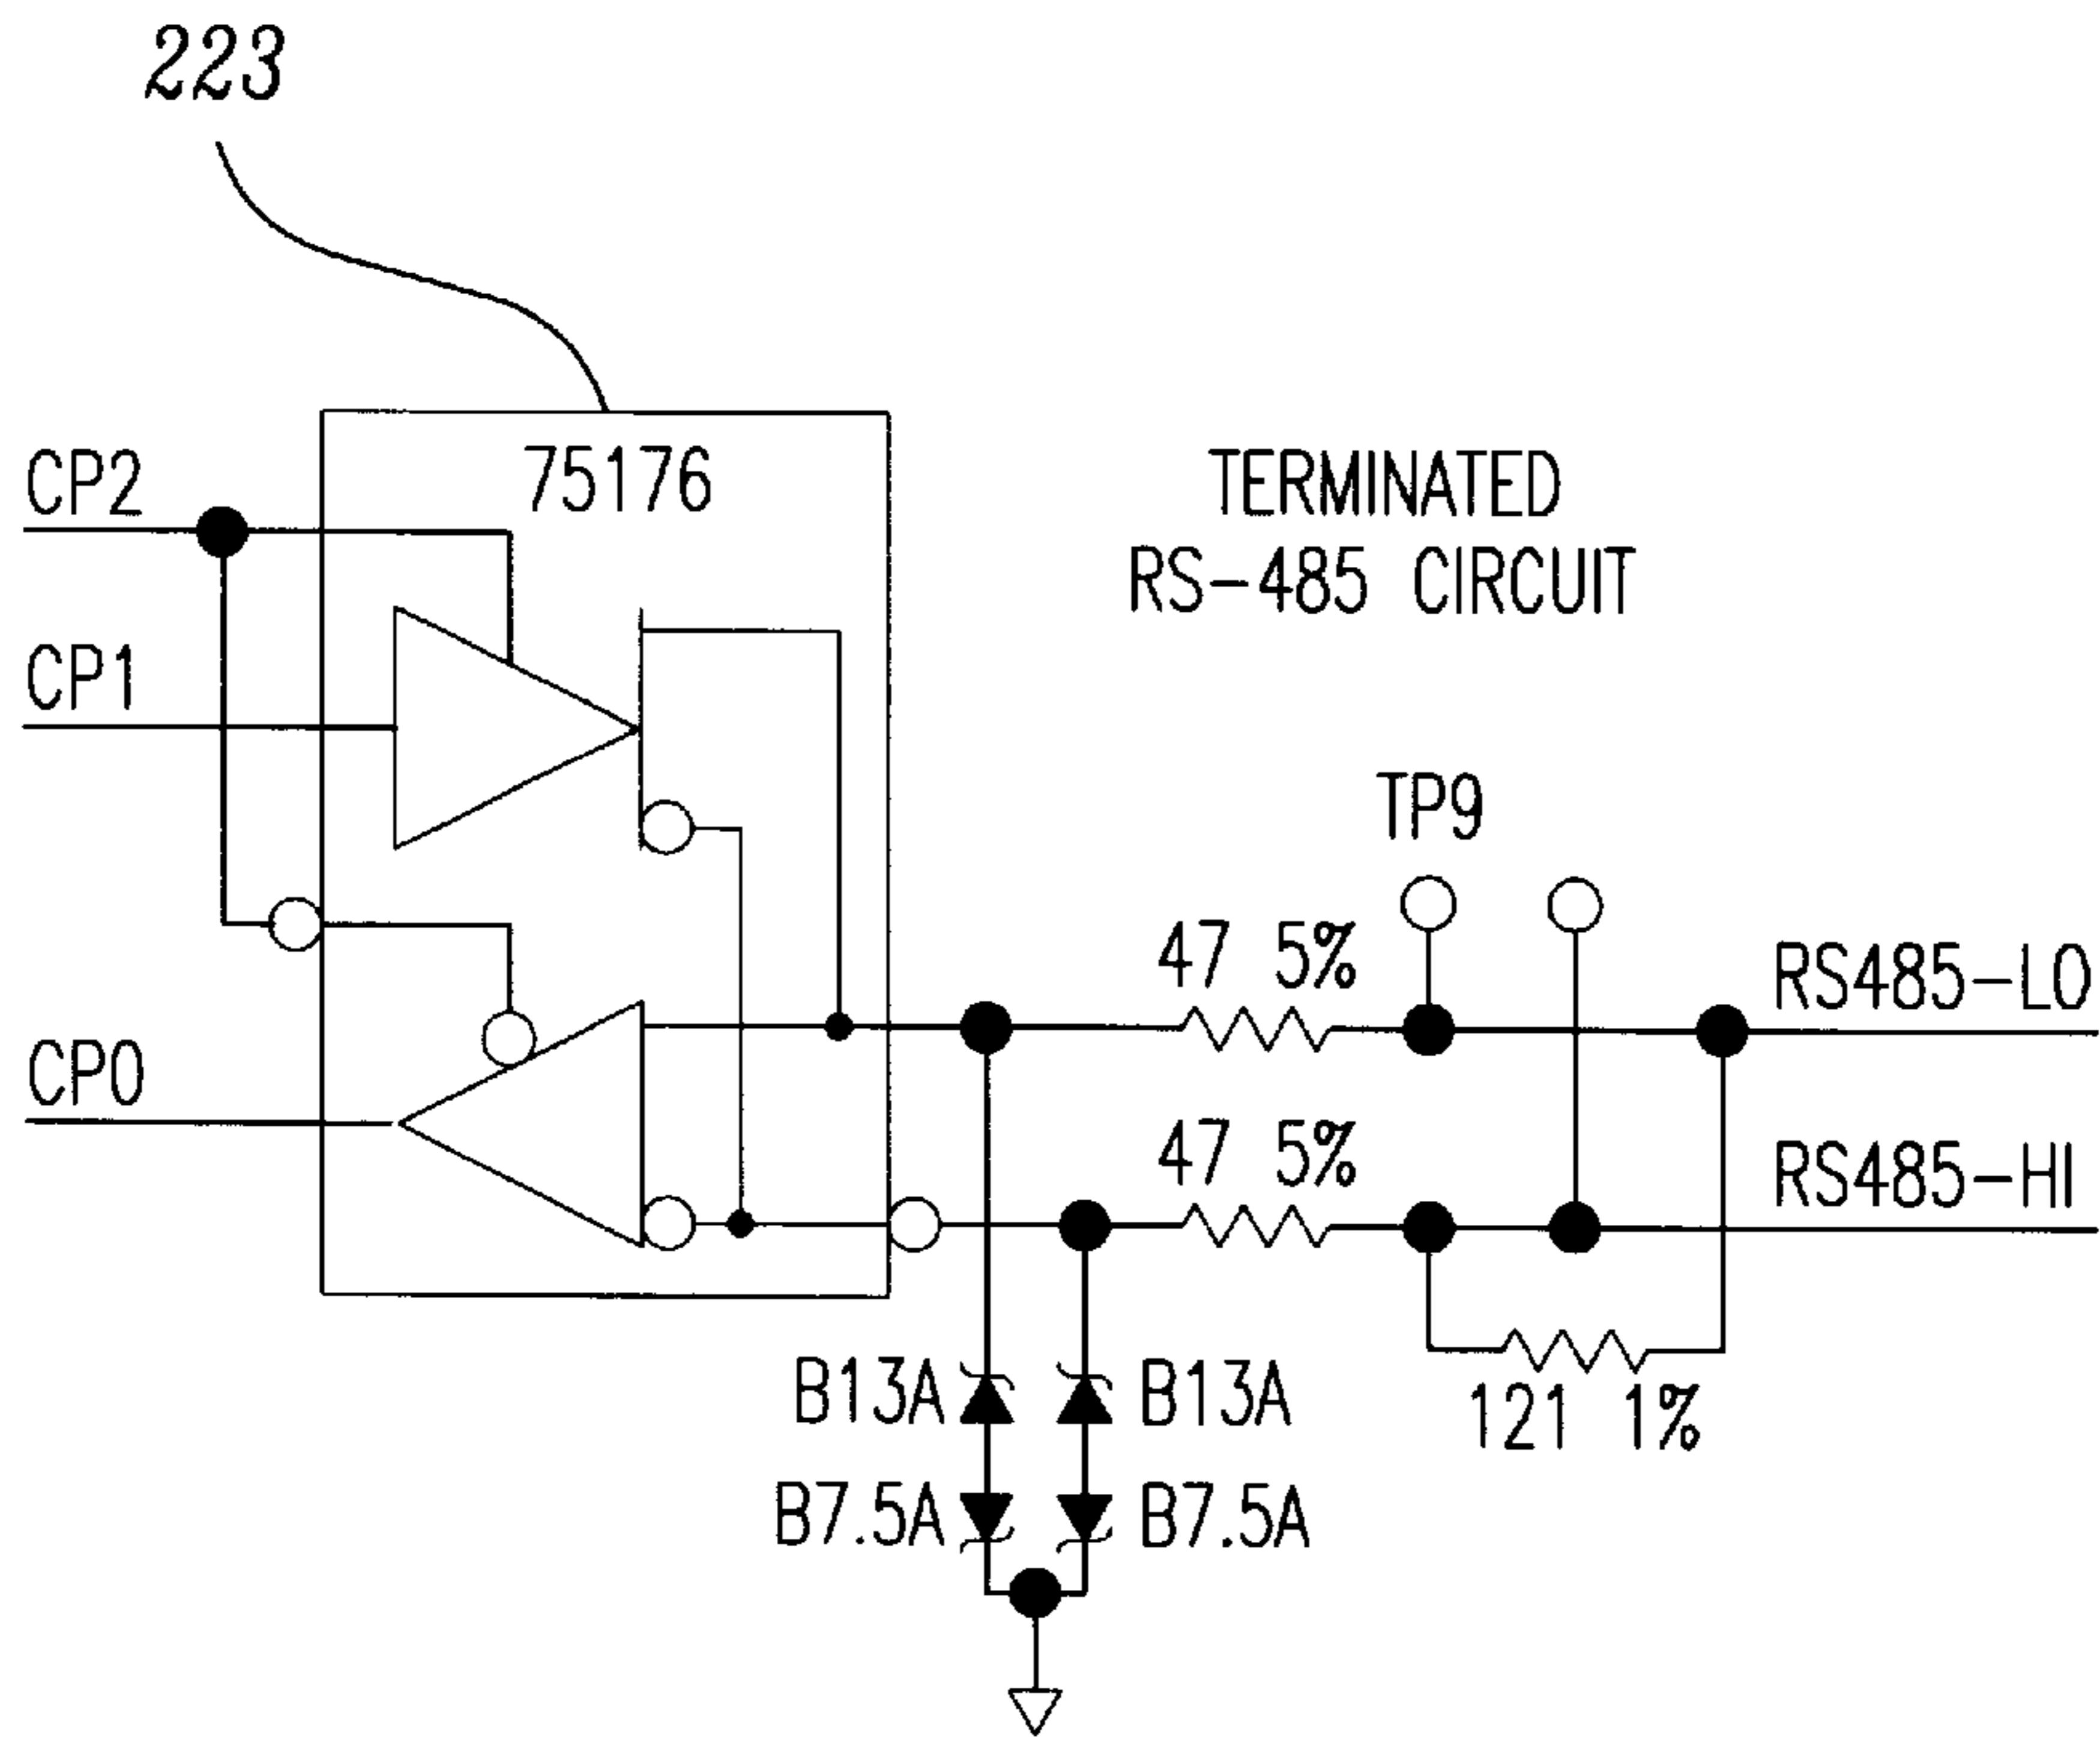 223
CP2
75176
TERMINATED
RS-485 CIRCUIT
CP1
TP9
47 5%
RS485-LO
CP0
47 5%
RS485-HI
B13A
B13A
121 1%
B7.5A
B7.5A